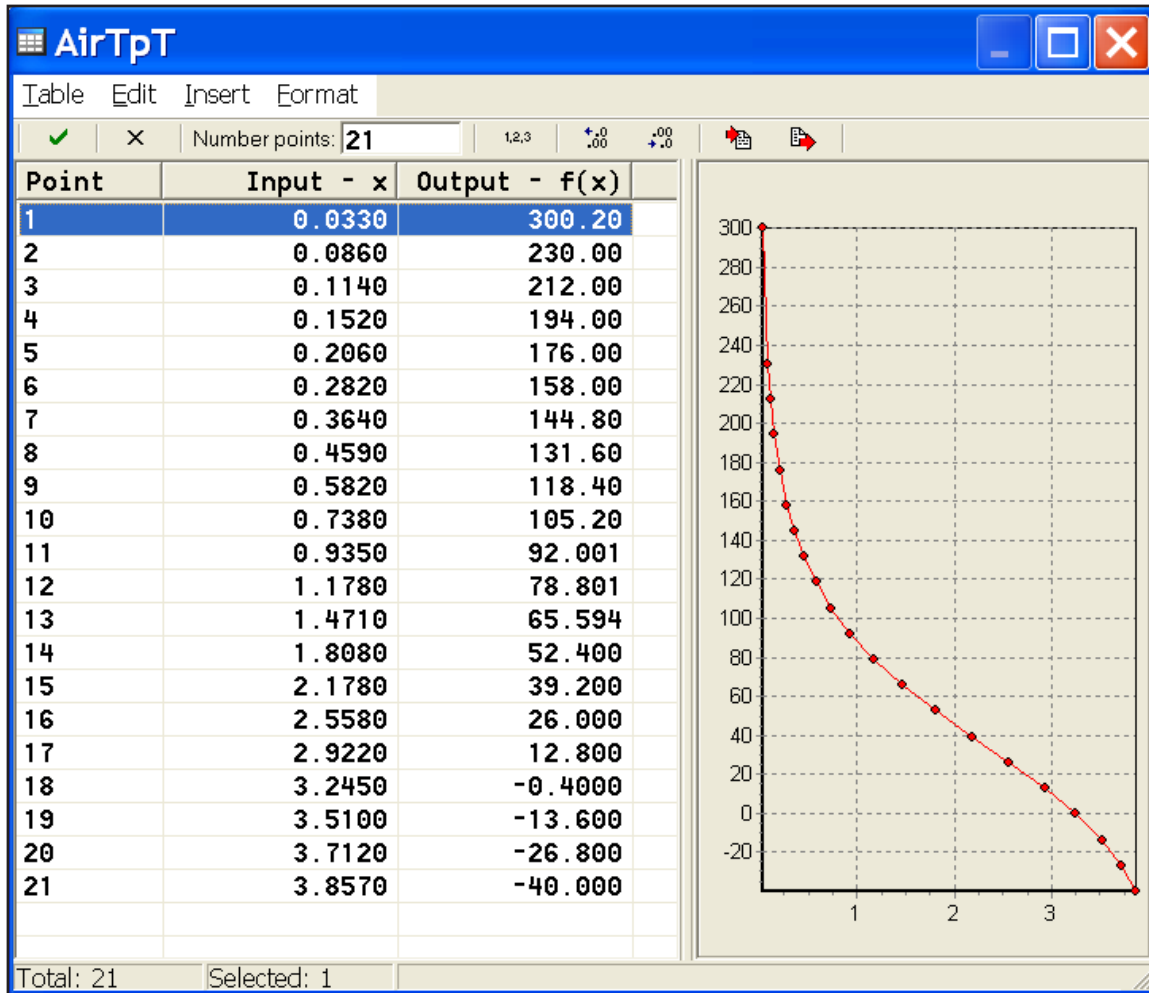 AirTpT
Table Edit Insert Format
Number points: 21 1,2,3 .0 .00 .00 .0
Point Input - x Output - f(x)
1 0.0330 300.20
2 0.0860 230.00
3 0.1140 212.00
4 0.1520 194.00
5 0.2060 176.00
6 0.2820 158.00
7 0.3640 144.80
8 0.4590 131.60
9 0.5820 118.40
10 0.7380 105.20
11 0.9350 92.001
12 1.1780 78.801
13 1.4710 65.594
14 1.8080 52.400
15 2.1780 39.200
16 2.5580 26.000
17 2.9220 12.800
18 3.2450 -0.4000
19 3.5100 -13.600
20 3.7120 -26.800
21 3.8570 -40.000
300
280
260
240
220
200
180
160
140
120
100
80
60
40
20
0
-20
1 2 3
Total: 21 Selected: 1